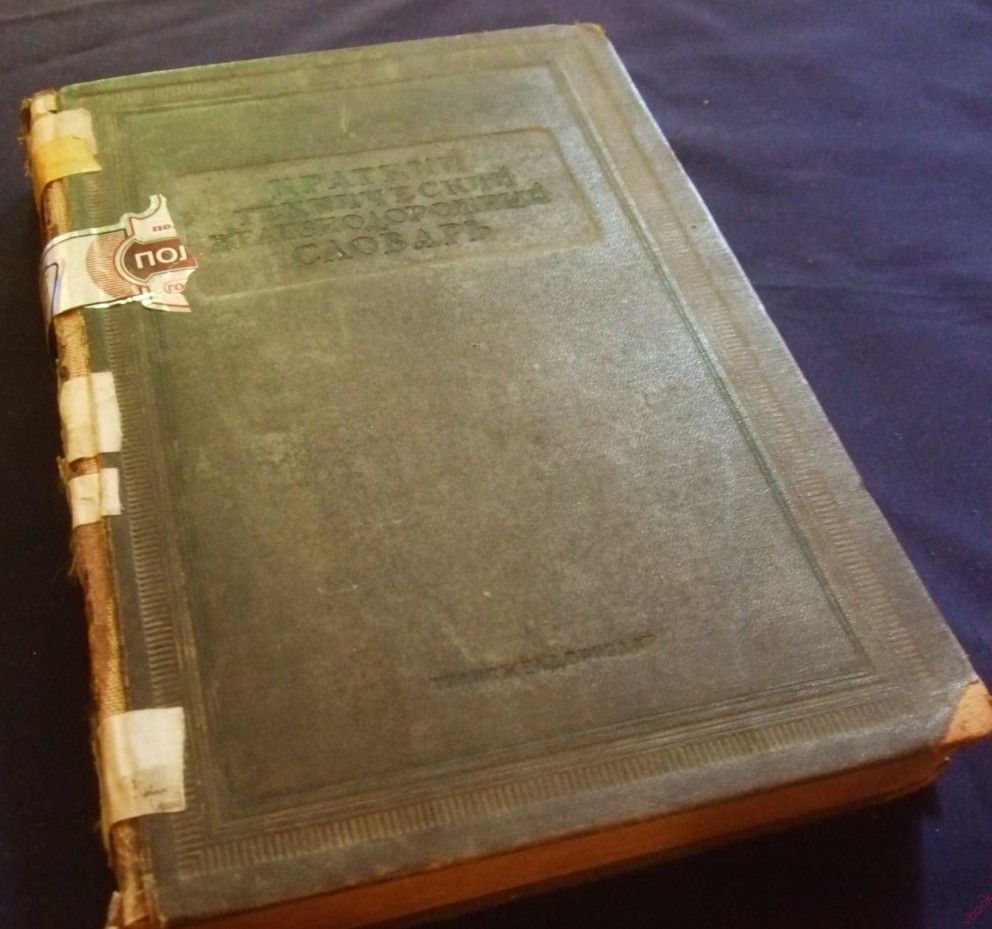 КРАТКИЙ
ТЕХНИЧЕСКИЙ
ЖЕЛЕЗНОДОРОЖНЫЙ
СЛОВАРЬ
ПОЛ
ТРАНСЖЕЛДОРИЗДАТ